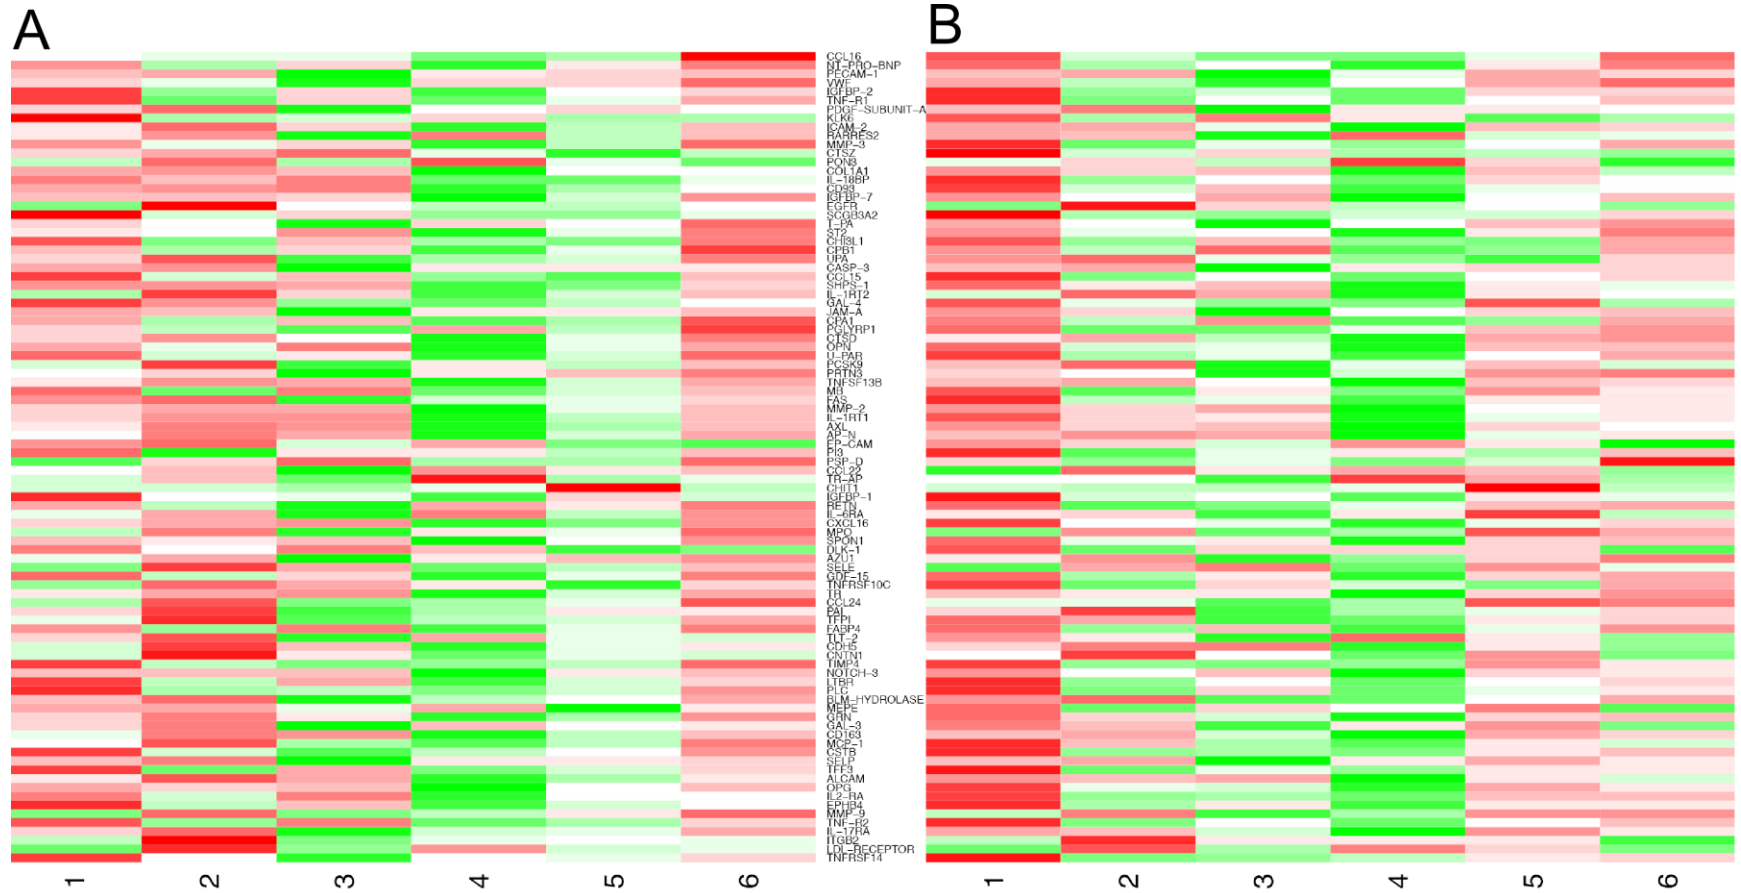 A
B
CCL16
NT-PRO-BNP
PECAM-1
VWF
IGFBP-2
TNF-R1
PDGF-SUBUNIT-A
KLK6
ICAM-2
RARRES2
MMP-3
CTSZ
PON3
COL1A1
IL-18BP
CD93
IGFBP-7
EGFR
SCGB3A2
T-PA
ST2
CHI3L1
CPB1
UPA
CASP-3
CCL15
SHPS-1
IL-1RT2
GAL-4
JAM-A
CPA1
PGLYRP1
CTSD
OPN
U-PAR
PCSK9
PRTN3
TNFSF13B
MB
FAS
MMP-2
IL-1RT1
AXL
AP-N
EP-CAM
PI3
PSP-D
CCL22
TR-AP
CHIT1
IGFBP-1
RETN
IL-6RA
CXCL16
MPO
SPON1
DLK-1
AZU1
SELE
GDF-15
TNFRSF10C
TR
CCL24
PAI
TFPI
FABP4
TLT-2
CDH5
CNTN1
TIMP4
NOTCH-3
LTBR
PLC
BLM-HYDROLASE
MEPE
GRN
GAL-3
CD163
MCP-1
CSTB
SELP
TFF3
ALCAM
OPG
IL2-RA
EPHB4
MMP-9
TNF-R2
IL-17RA
ITGB2
LDL-RECEPTOR
TNFRSF14
1 2 3 4 5 6
1 2 3 4 5 6